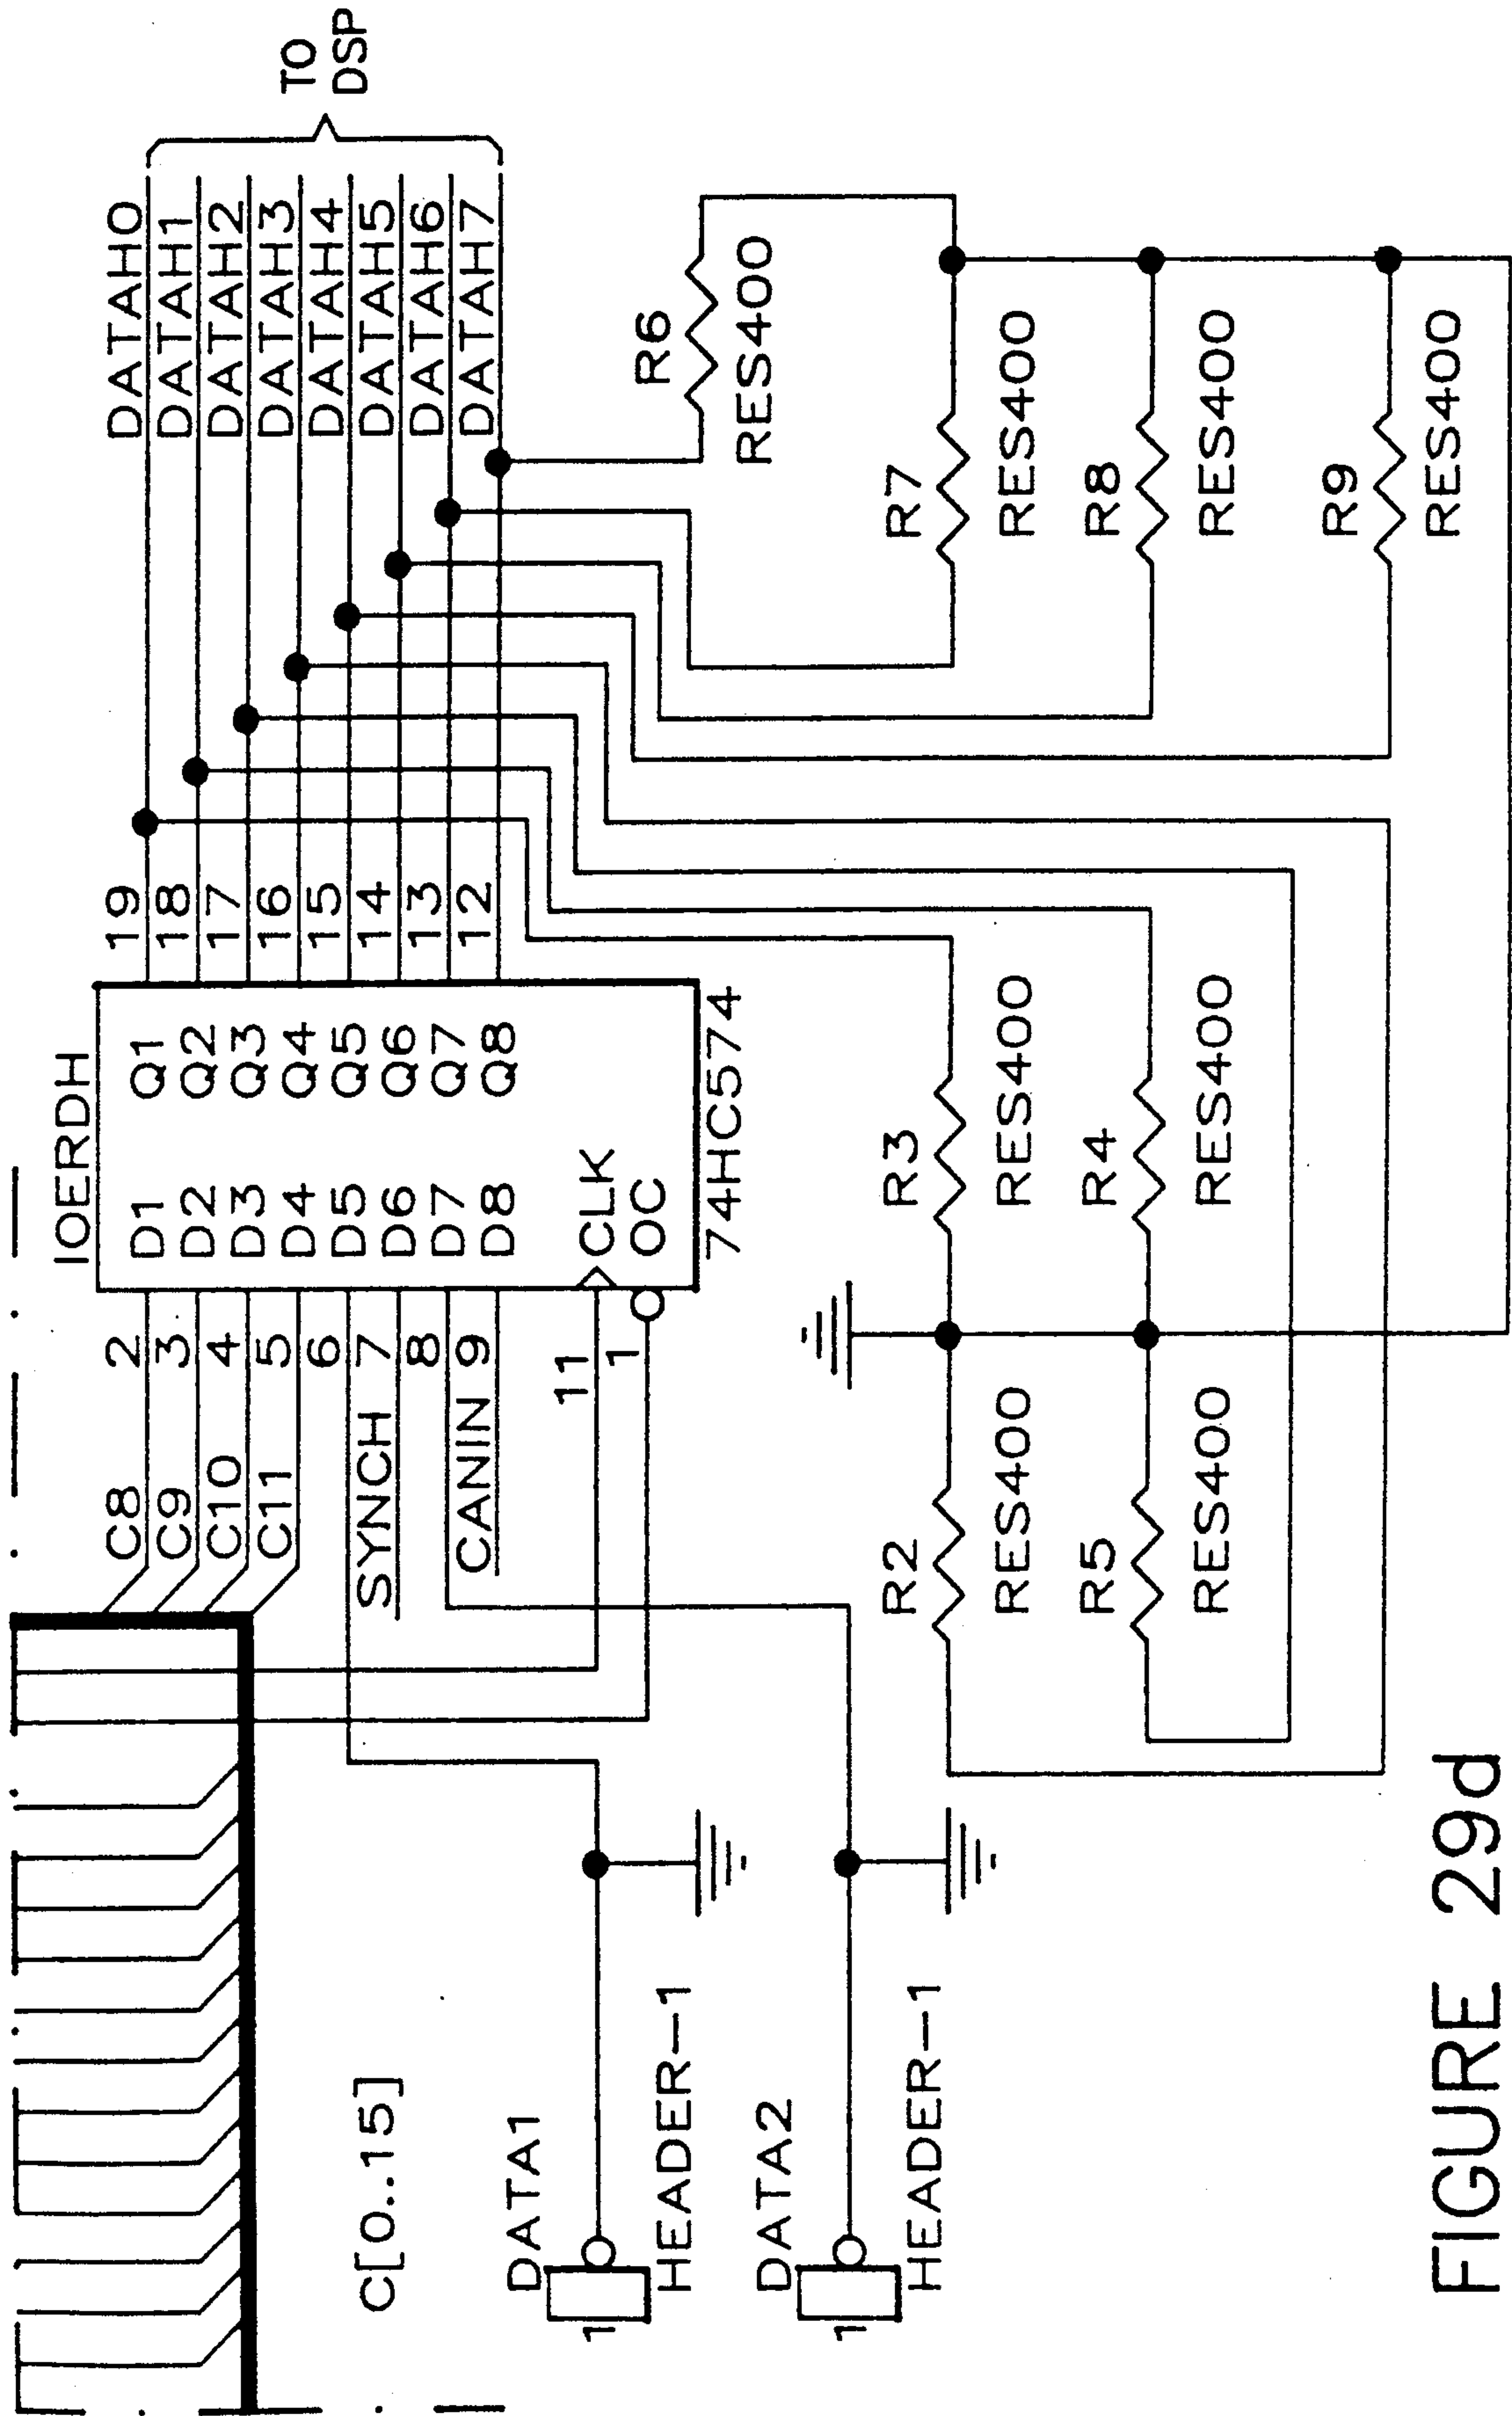 IOERDH
C8 2 D1 Q1 19 DATAH0
C9 3 D2 Q2 18 DATAH1
C10 4 D3 Q3 17 DATAH2
C11 5 D4 Q4 16 DATAH3
6 D5 Q5 15 DATAH4
SYNCH 7 D6 Q6 14 DATAH5
8 D7 Q7 13 DATAH6
CANIN 9 D8 Q8 12 DATAH7
11 CLK
1 OC
74HC574
TO
DSP
C[0..15]
DATA1
1
HEADER-1
DATA2
1
HEADER-1
R6
RES400
R2
RES400
R3
RES400
R7
RES400
R5
RES400
R4
RES400
R8
RES400
R9
RES400
FIGURE 29d